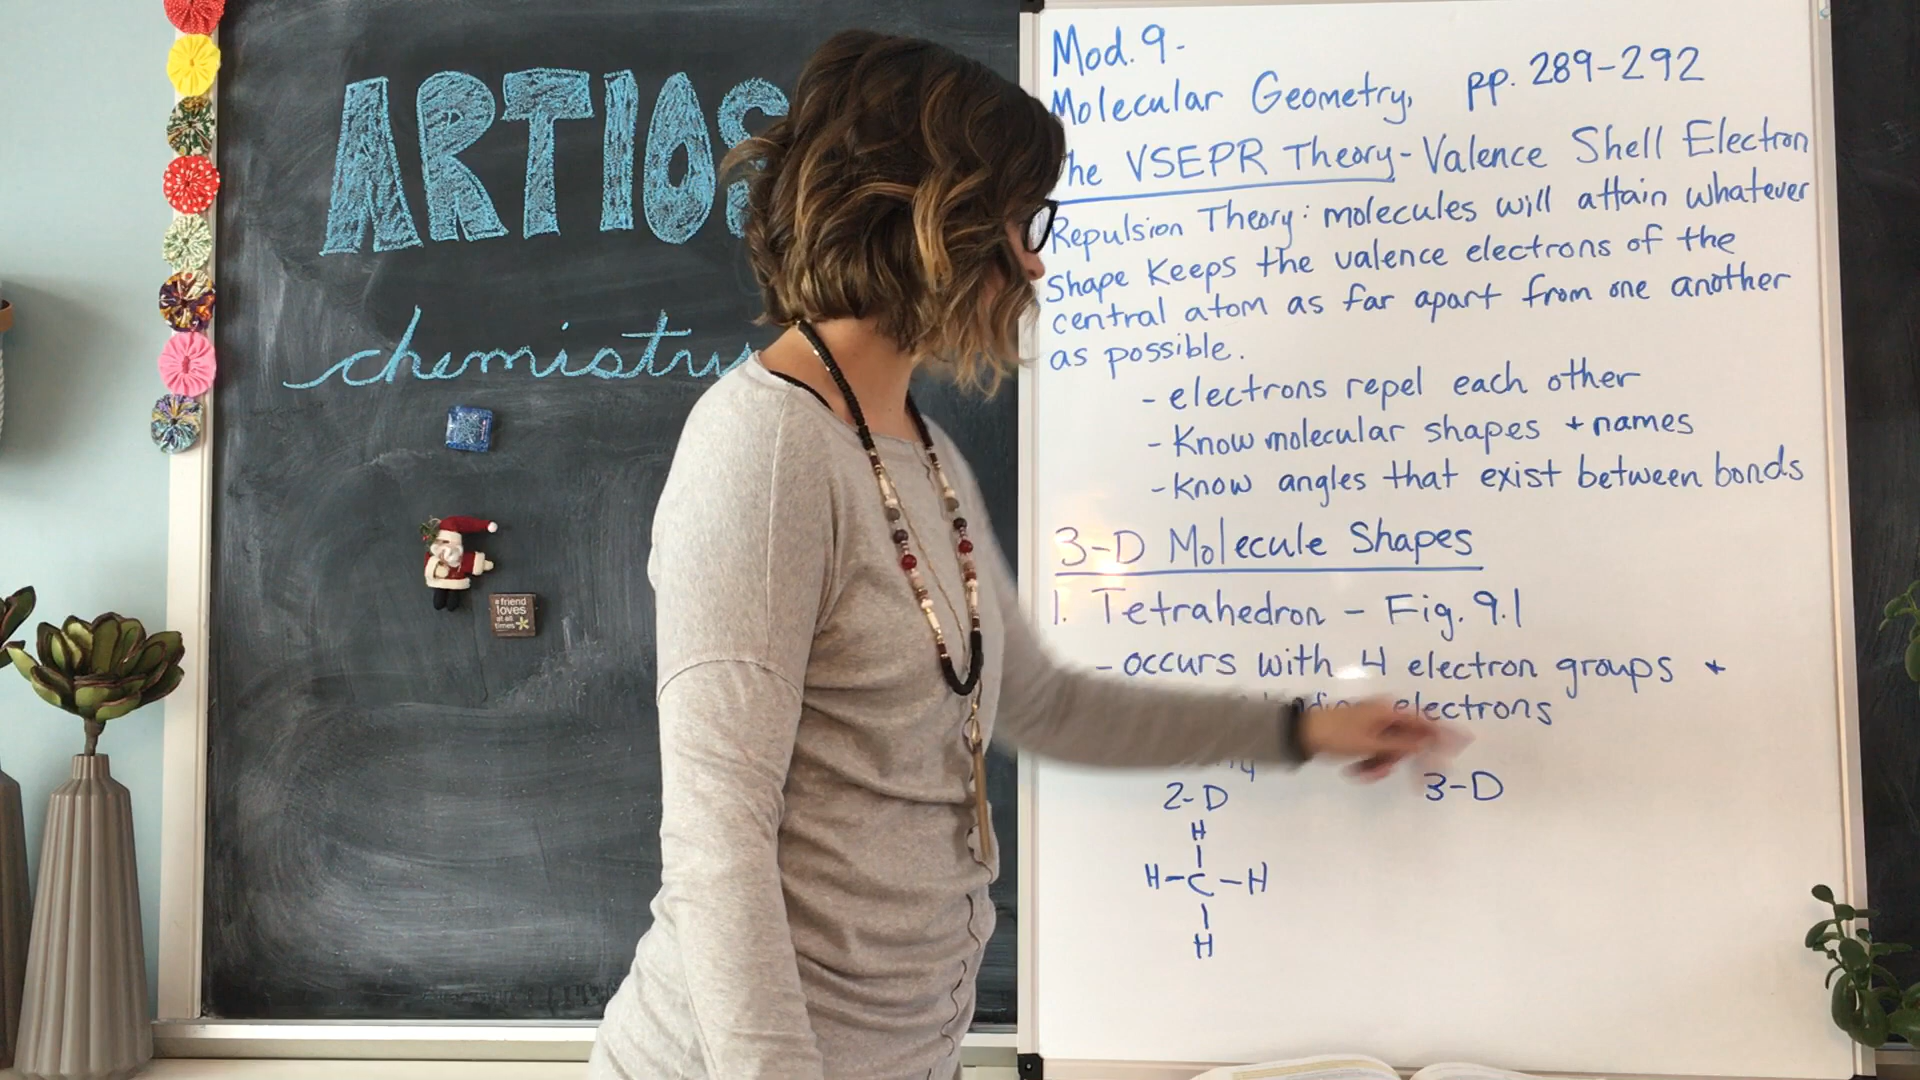 ARTIOS
chemistry
a friend
loves
at all
times
Mod. 9-
Molecular Geometry, pp. 289-292
he VSEPR Theory - Valence Shell Electron
Repulsion Theory: molecules will attain whatever
shape keeps the valence electrons of the
central atom as far apart from one another
as possible.
- electrons repel each other
- Know molecular shapes + names
- know angles that exist between bonds
3-D Molecule Shapes
1. Tetrahedron - Fig. 9.1
- occurs with 4 electron groups +
electrons
4
2-D 3-D
H
H-C-H
H